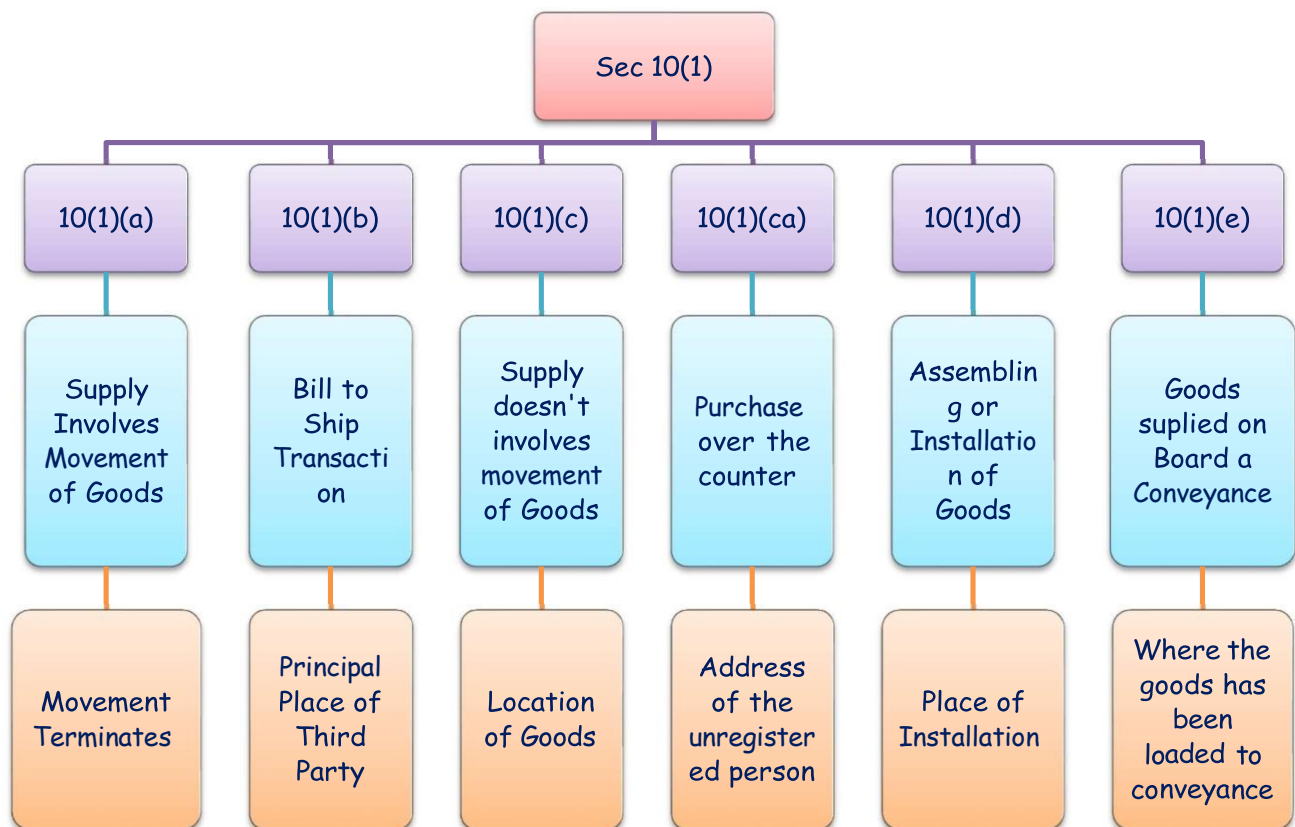 Sec 10(1)
10(1)(a)
10(1)(b)
10(1)(c)
10(1)(ca)
10(1)(d)
10(1)(e)
Supply
Involves
Movement
of Goods
Bill to
Ship
Transacti
on
Supply
doesn't
involves
movement
of Goods
Purchase
over the
counter
Assemblin
g or
Installatio
n of
Goods
Goods
suplied on
Board a
Conveyance
Movement
Terminates
Principal
Place of
Third
Party
Location
of Goods
Address
of the
unregister
ed person
Place of
Installation
Where the
goods has
been
loaded to
conveyance